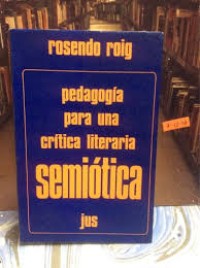 rosendo roig
pedagogía
para una
crítica literaria
semiótica
jus